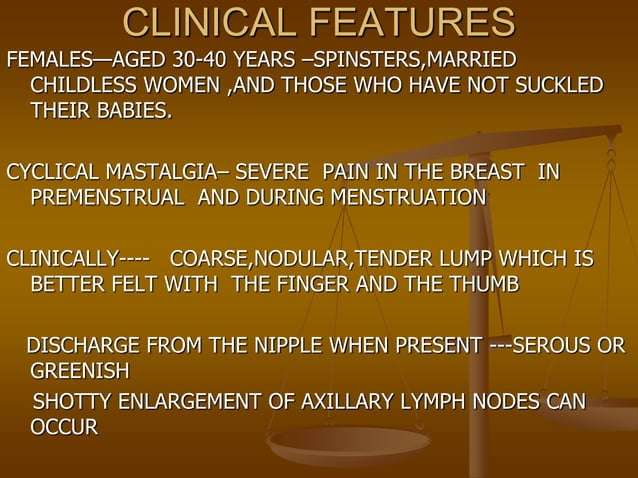 CLINICAL FEATURES
FEMALES—AGED 30-40 YEARS –SPINSTERS,MARRIED
CHILDLESS WOMEN ,AND THOSE WHO HAVE NOT SUCKLED
THEIR BABIES.
CYCLICAL MASTALGIA– SEVERE PAIN IN THE BREAST IN
PREMENSTRUAL AND DURING MENSTRUATION
CLINICALLY---- COARSE,NODULAR,TENDER LUMP WHICH IS
BETTER FELT WITH THE FINGER AND THE THUMB
DISCHARGE FROM THE NIPPLE WHEN PRESENT ---SEROUS OR
GREENISH
SHOTTY ENLARGEMENT OF AXILLARY LYMPH NODES CAN
OCCUR